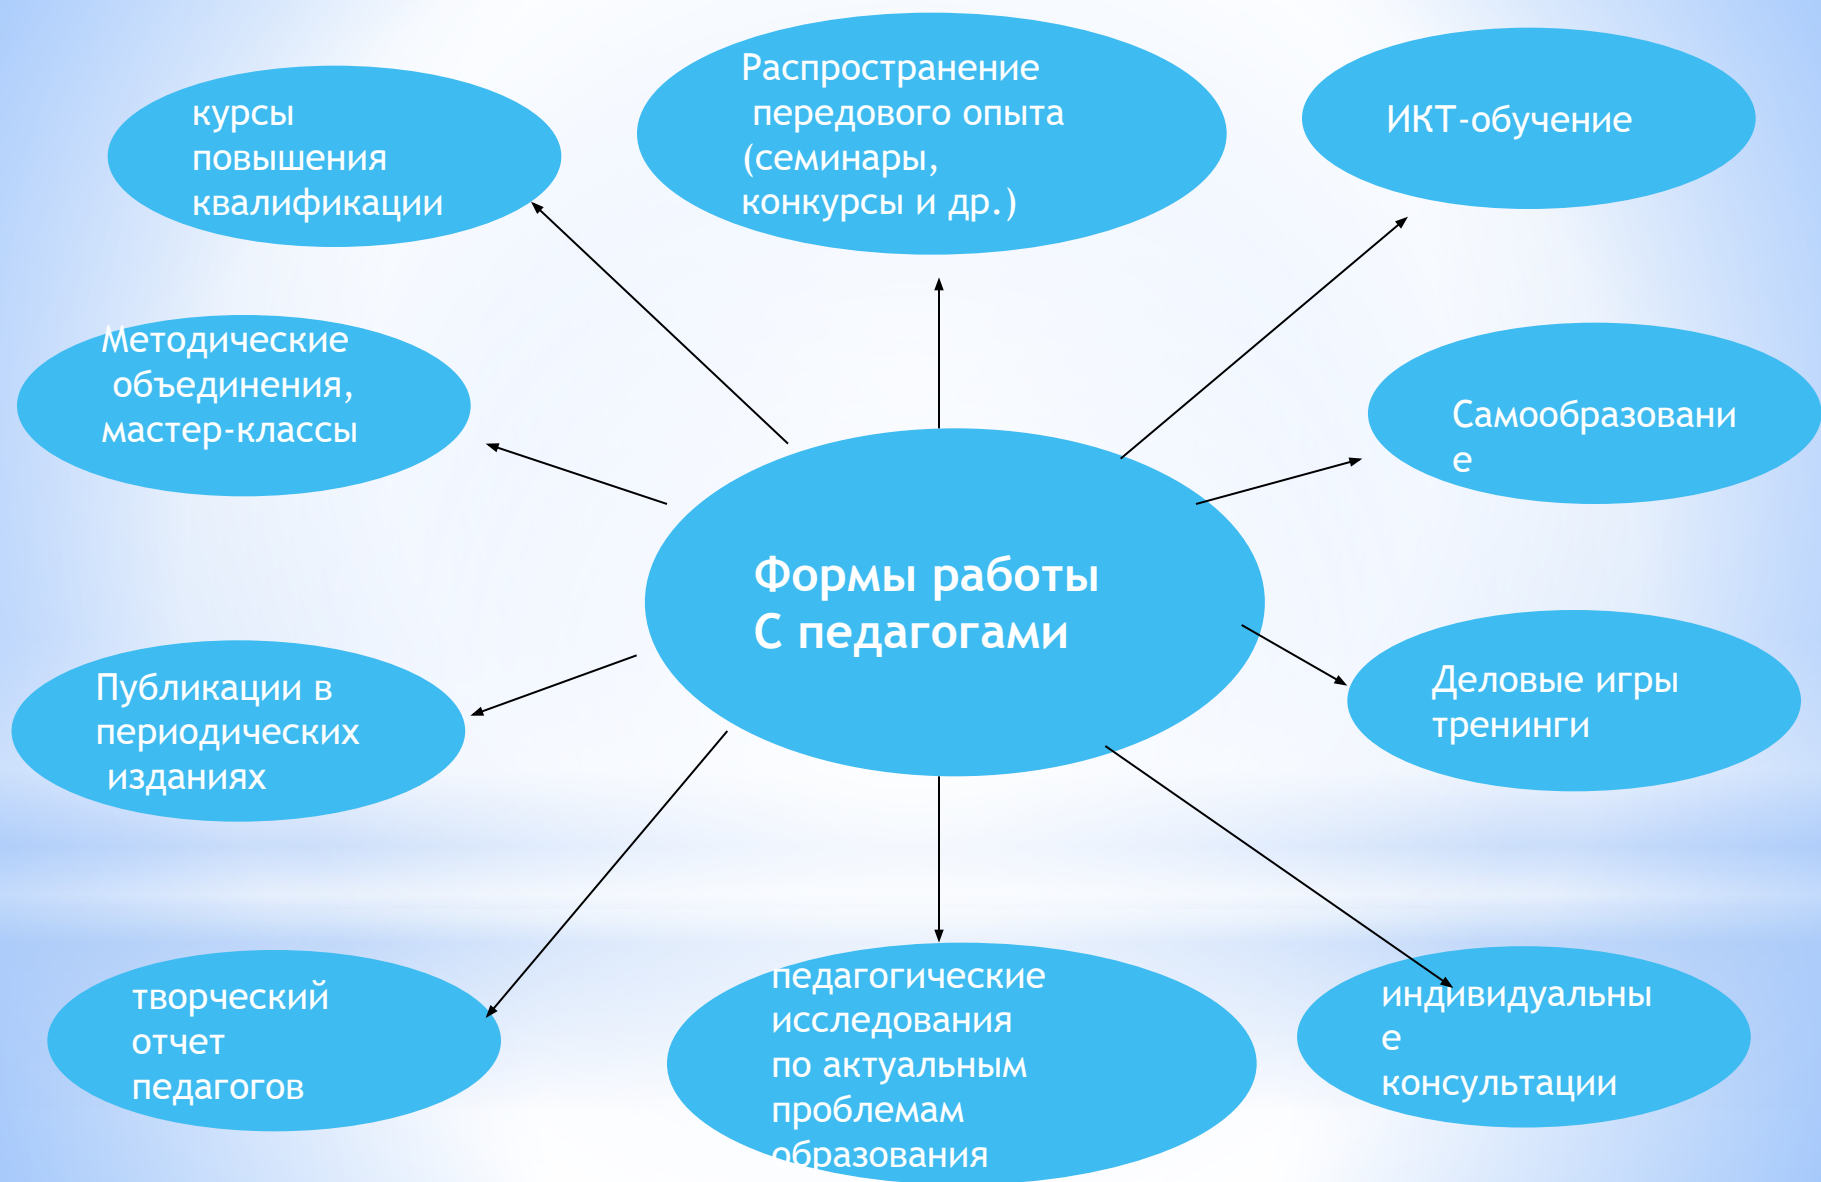 курсы
повышения
квалификации
Распространение
передового опыта
(семинары,
конкурсы и др.)
ИКТ-обучение
Методические
объединения,
мастер-классы
Самообразовани
е
Формы работы
С педагогами
Публикации в
периодических
изданиях
Деловые игры
тренинги
творческий
отчет
педагогов
педагогические
исследования
по актуальным
проблемам
образования
индивидуальны
е
консультации